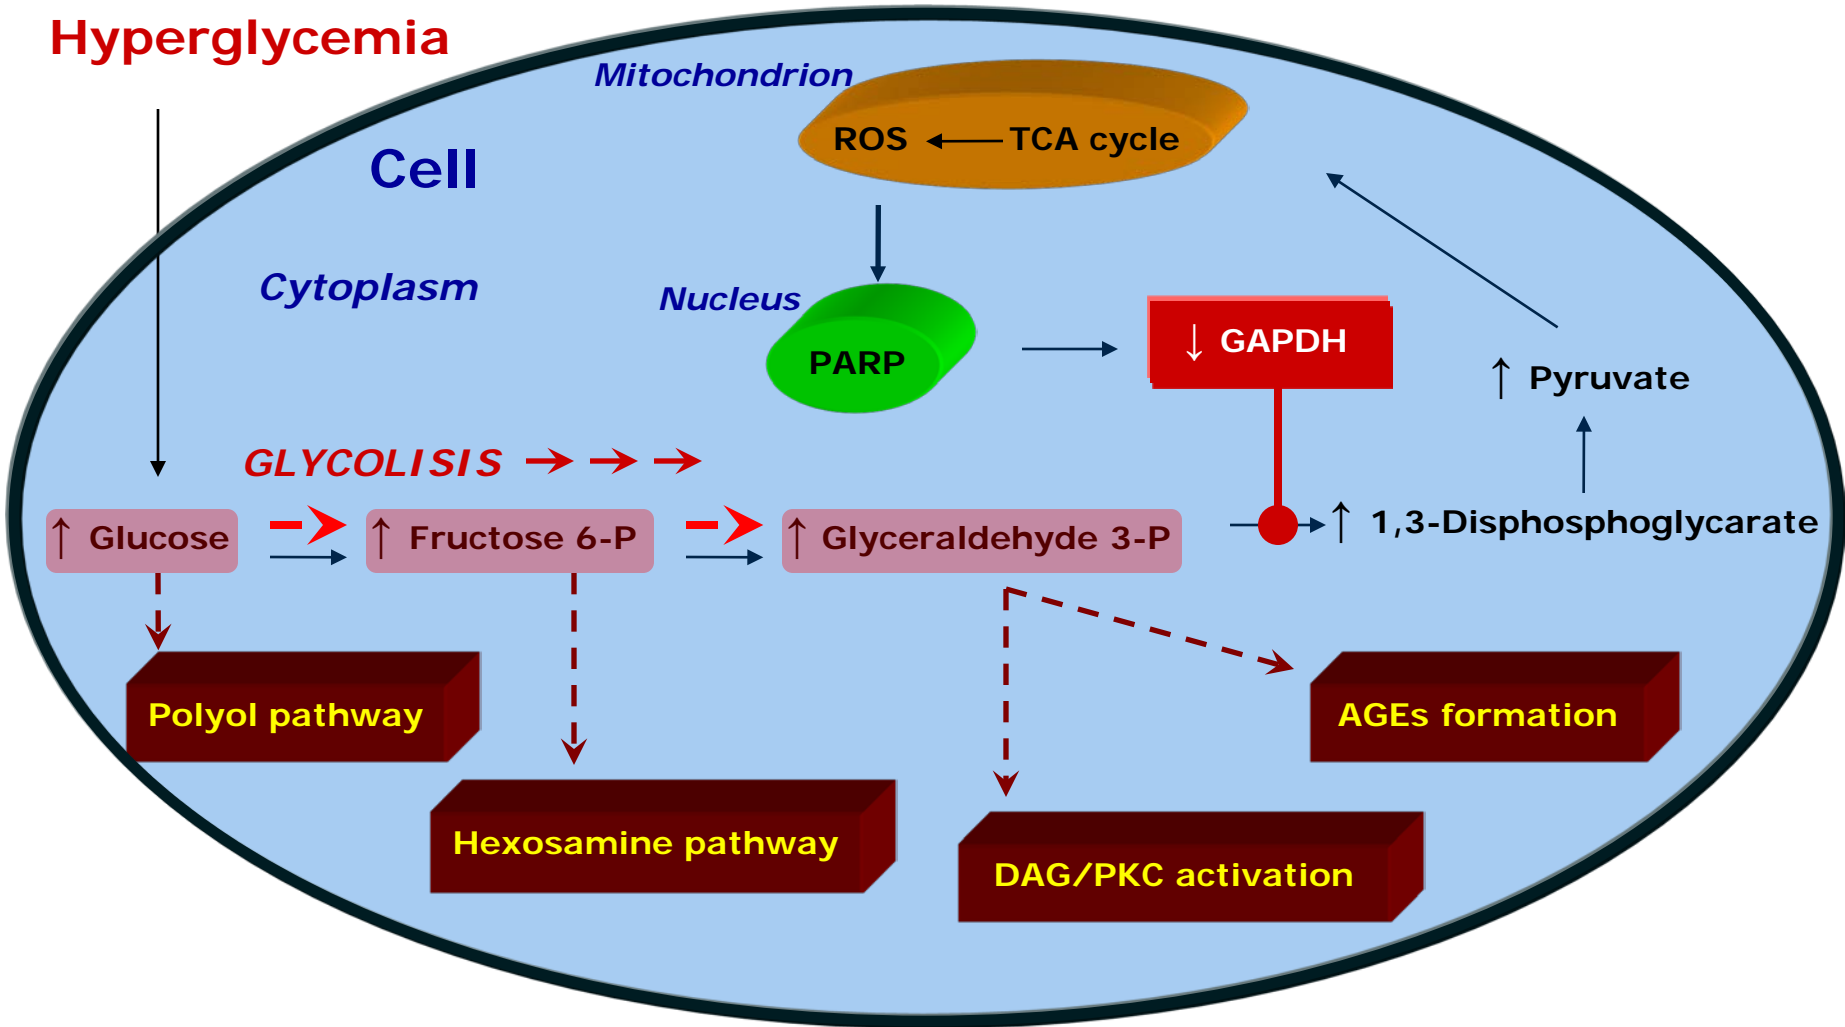 Hyperglycemia
Mitochondrion
ROS ← TCA cycle
Cell
Cytoplasm
Nucleus
PARP
↓ GAPDH
↑ Pyruvate
GLYCOLISIS
↑ Glucose
↑ Fructose 6-P
↑ Glyceraldehyde 3-P
↑ 1,3-Disphosphoglycarate
Polyol pathway
AGEs formation
Hexosamine pathway
DAG/PKC activation